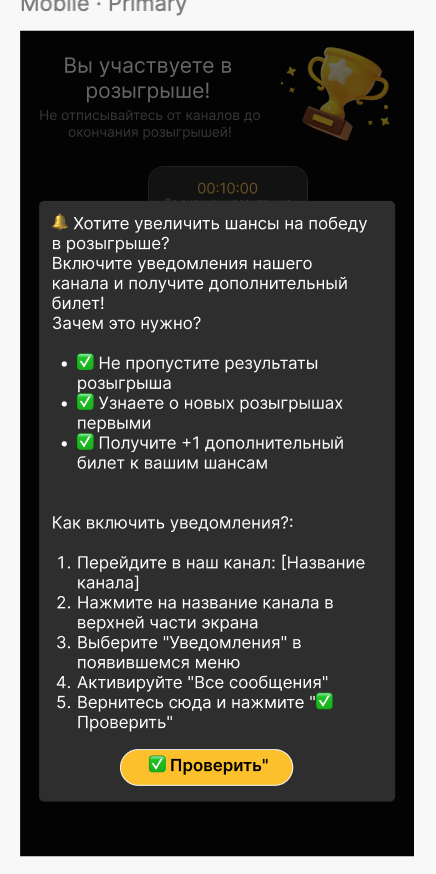 Mobile · Primary
Вы участвуете в
розыгрыше!
Не отписывайтесь от каналов до
окончания розыгрышей!
00:10:00
🔔 Хотите увеличить шансы на победу
в розыгрыше?
Включите уведомления нашего
канала и получите дополнительный
билет!
Зачем это нужно?
• ✅ Не пропустите результаты
розыгрыша
• ✅ Узнаете о новых розыгрышах
первыми
• ✅ Получите +1 дополнительный
билет к вашим шансам
Как включить уведомления?:
1. Перейдите в наш канал: [Название
канала]
2. Нажмите на название канала в
верхней части экрана
3. Выберите "Уведомления" в
появившемся меню
4. Активируйте "Все сообщения"
5. Вернитесь сюда и нажмите "✅
Проверить"
✅ Проверить"